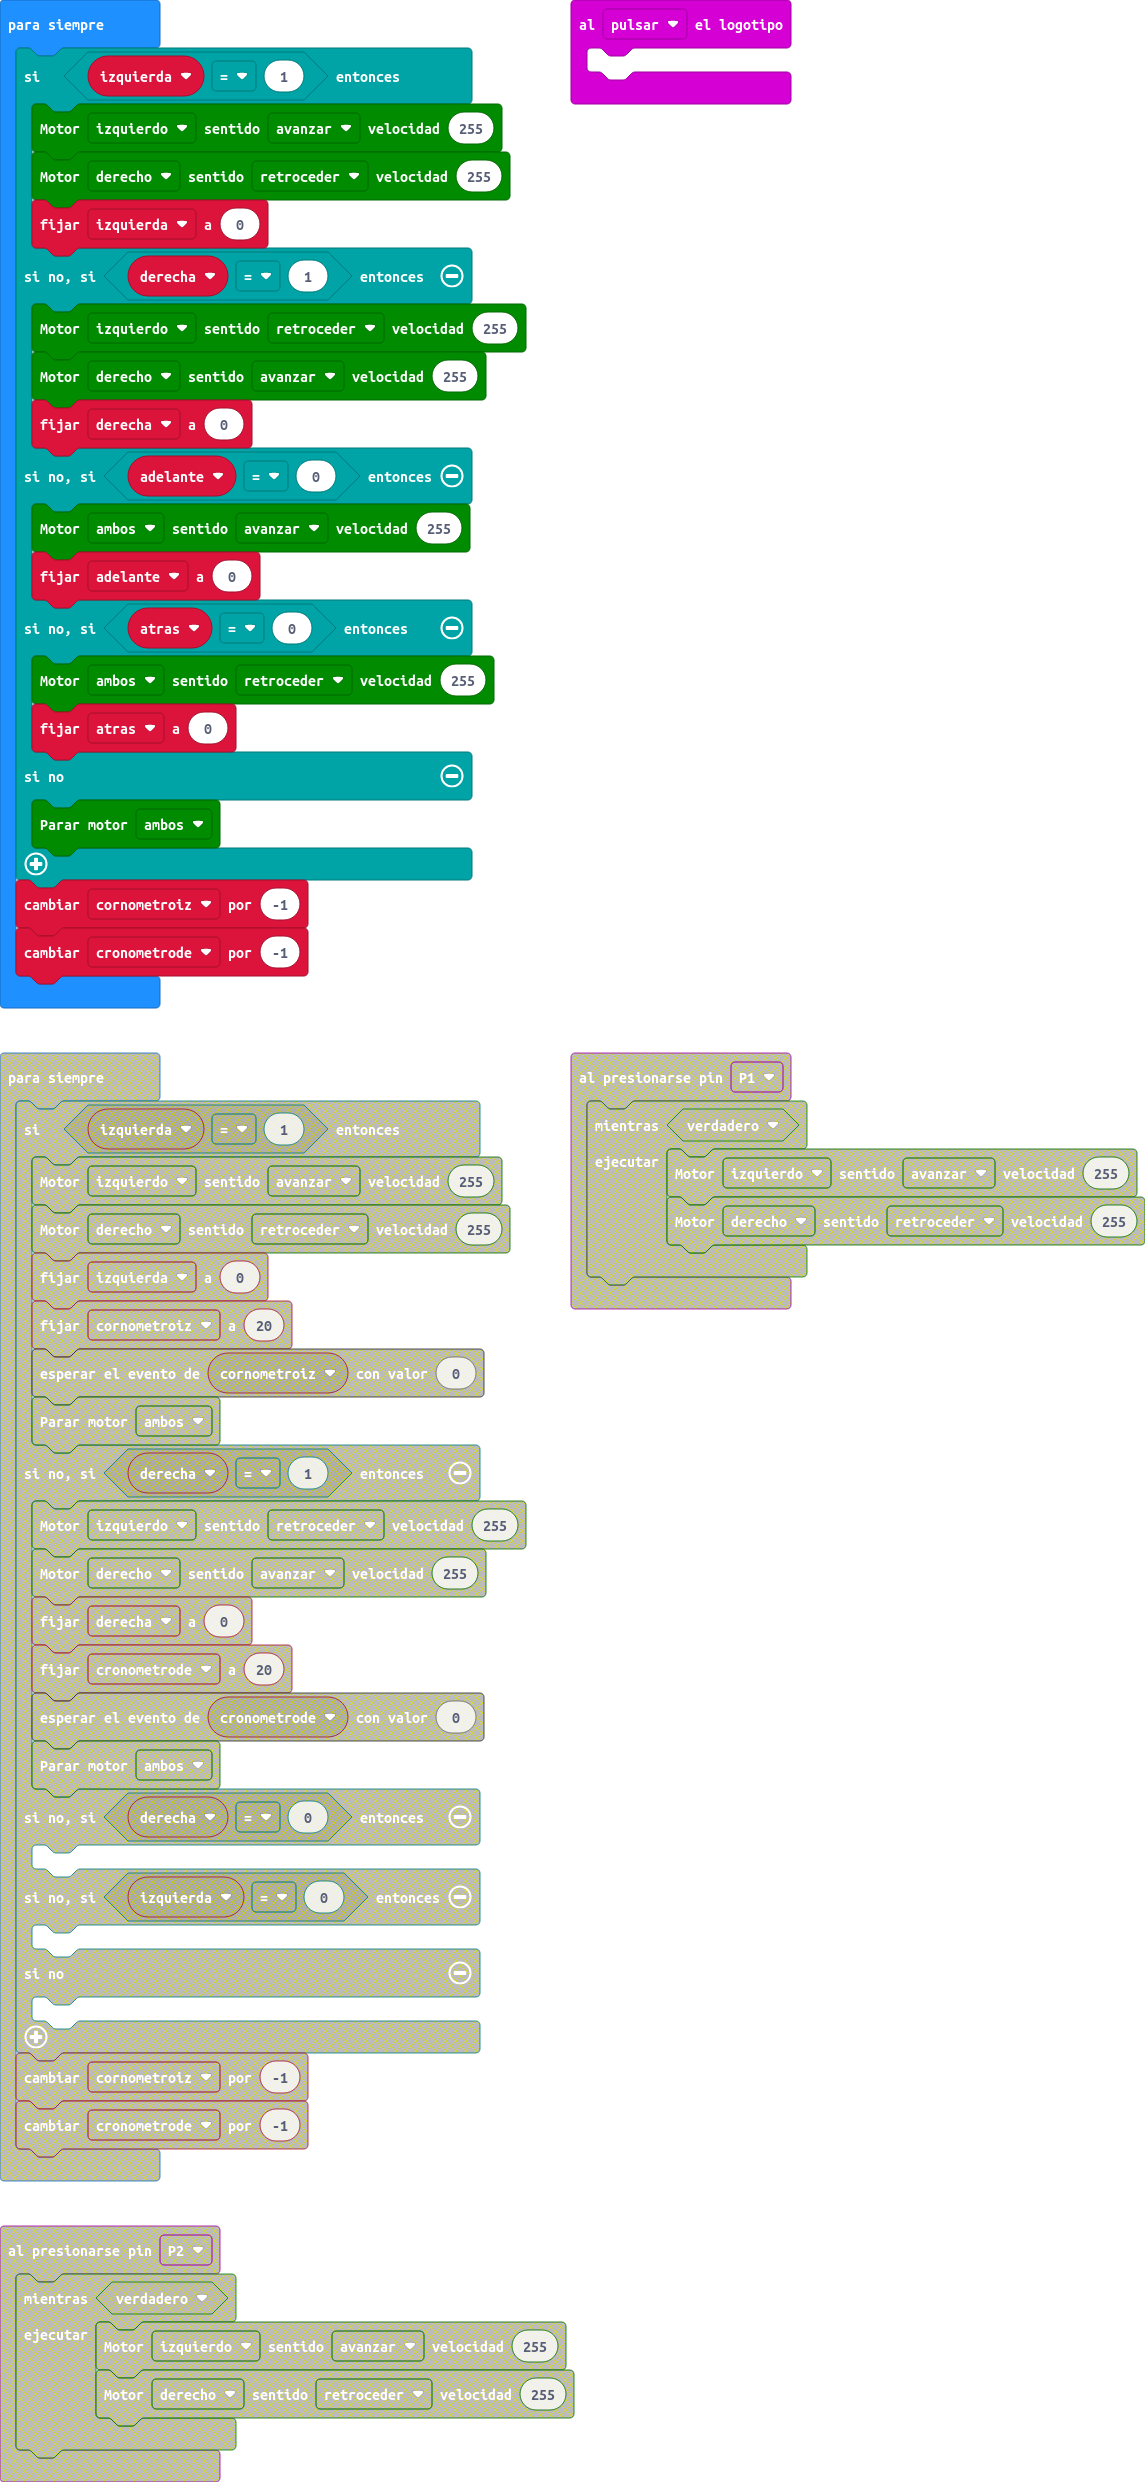 para siempre
si izquierda = 1 entonces
Motor izquierdo sentido avanzar velocidad 255
Motor derecho sentido retroceder velocidad 255
fijar izquierda a 0
si no, si derecha = 1 entonces
Motor izquierdo sentido retroceder velocidad 255
Motor derecho sentido avanzar velocidad 255
fijar derecha a 0
si no, si adelante = 0 entonces
Motor ambos sentido avanzar velocidad 255
fijar adelante a 0
si no, si atras = 0 entonces
Motor ambos sentido retroceder velocidad 255
fijar atras a 0
si no
Parar motor ambos
cambiar cornometroiz por -1
cambiar cronometrode por -1
al pulsar el logotipo
para siempre
si izquierda = 1 entonces
Motor izquierdo sentido avanzar velocidad 255
Motor derecho sentido retroceder velocidad 255
fijar izquierda a 0
fijar cornometroiz a 20
esperar el evento de cornometroiz con valor 0
Parar motor ambos
si no, si derecha = 1 entonces
Motor izquierdo sentido retroceder velocidad 255
Motor derecho sentido avanzar velocidad 255
fijar derecha a 0
fijar cronometrode a 20
esperar el evento de cronometrode con valor 0
Parar motor ambos
si no, si derecha = 0 entonces
si no, si izquierda = 0 entonces
si no
cambiar cornometroiz por -1
cambiar cronometrode por -1
al presionarse pin P1
mientras verdadero
ejecutar
Motor izquierdo sentido avanzar velocidad 255
Motor derecho sentido retroceder velocidad 255
al presionarse pin P2
mientras verdadero
ejecutar
Motor izquierdo sentido avanzar velocidad 255
Motor derecho sentido retroceder velocidad 255